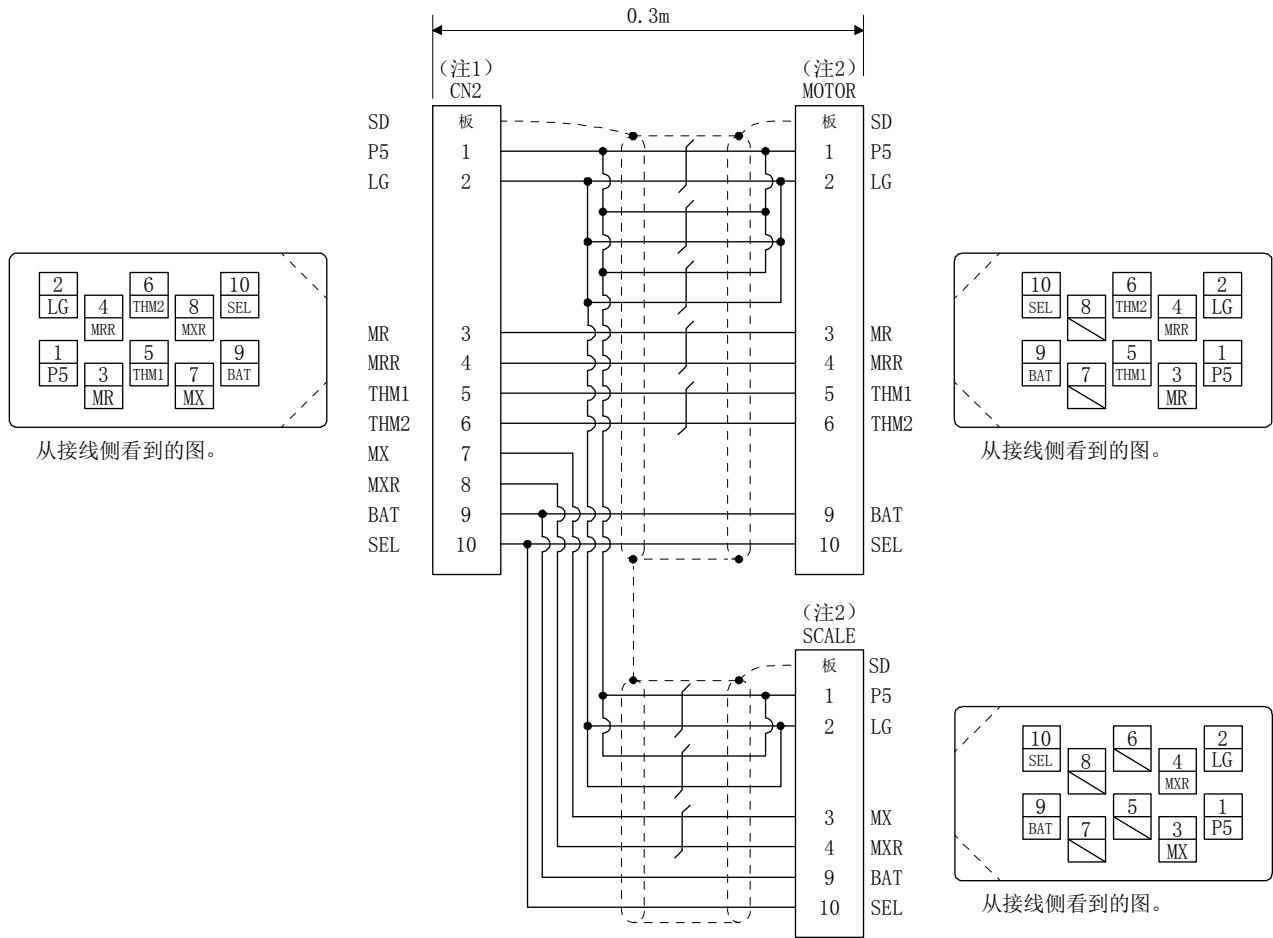 0.3m
(注1)
CN2
(注2)
MOTOR
SD 板 板 SD
P5 1 1 P5
LG 2 2 LG
MR 3 3 MR
MRR 4 4 MRR
THM1 5 5 THM1
THM2 6 6 THM2
MX 7
MXR 8
BAT 9 9 BAT
SEL 10 10 SEL
2 6 10
LG 4 THM2 8 SEL
MRR MXR
1 5 9
P5 3 THM1 7 BAT
MR MX
从接线侧看到的图。
10 6 2
SEL 8 THM2 4 LG
MRR
9 5 1
BAT 7 THM1 3 P5
MR
从接线侧看到的图。
(注2)
SCALE
板 SD
1 P5
2 LG
3 MX
4 MXR
9 BAT
10 SEL
10 6 2
SEL 8 4 LG
MXR
9 5 1
BAT 7 3 P5
MX
从接线侧看到的图。